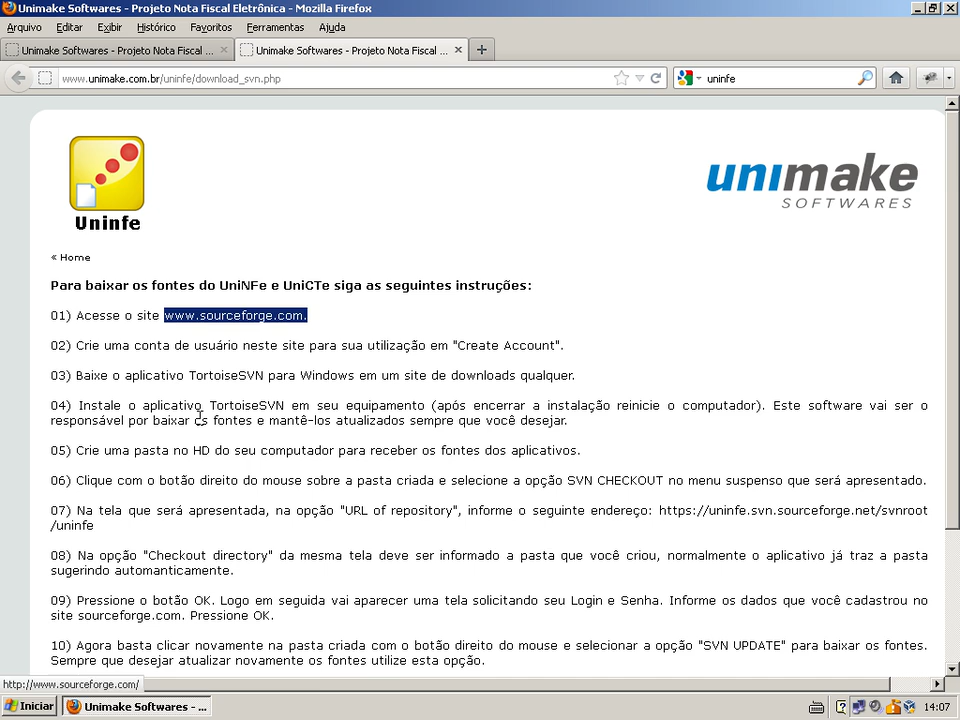 Unimake Softwares - Projeto Nota Fiscal Eletrônica - Mozilla Firefox
Arquivo Editar Exibir Histórico Favoritos Ferramentas Ajuda
Unimake Softwares - Projeto Nota Fiscal ... Unimake Softwares - Projeto Nota Fiscal ...
www.unimake.com.br/uninfe/download_svn.php uninfe
unimake
SOFTWARES
Uninfe
« Home
Para baixar os fontes do UniNFe e UniCTe siga as seguintes instruções:
01) Acesse o site www.sourceforge.com.
02) Crie uma conta de usuário neste site para sua utilização em "Create Account".
03) Baixe o aplicativo TortoiseSVN para Windows em um site de downloads qualquer.
04) Instale o aplicativo TortoiseSVN em seu equipamento (após encerrar a instalação reinicie o computador). Este software vai ser o
responsável por baixar os fontes e mantê-los atualizados sempre que você desejar.
05) Crie uma pasta no HD do seu computador para receber os fontes dos aplicativos.
06) Clique com o botão direito do mouse sobre a pasta criada e selecione a opção SVN CHECKOUT no menu suspenso que será apresentado.
07) Na tela que será apresentada, na opção "URL of repository", informe o seguinte endereço: https://uninfe.svn.sourceforge.net/svnroot
/uninfe
08) Na opção "Checkout directory" da mesma tela deve ser informado a pasta que você criou, normalmente o aplicativo já traz a pasta
sugerindo automanticamente.
09) Pressione o botão OK. Logo em seguida vai aparecer uma tela solicitando seu Login e Senha. Informe os dados que você cadastrou no
site sourceforge.com. Pressione OK.
10) Agora basta clicar novamente na pasta criada com o botão direito do mouse e selecionar a opção "SVN UPDATE" para baixar os fontes.
Sempre que desejar atualizar novamente os fontes utilize esta opção.
http://www.sourceforge.com/
Iniciar Unimake Softwares - ... 14:07